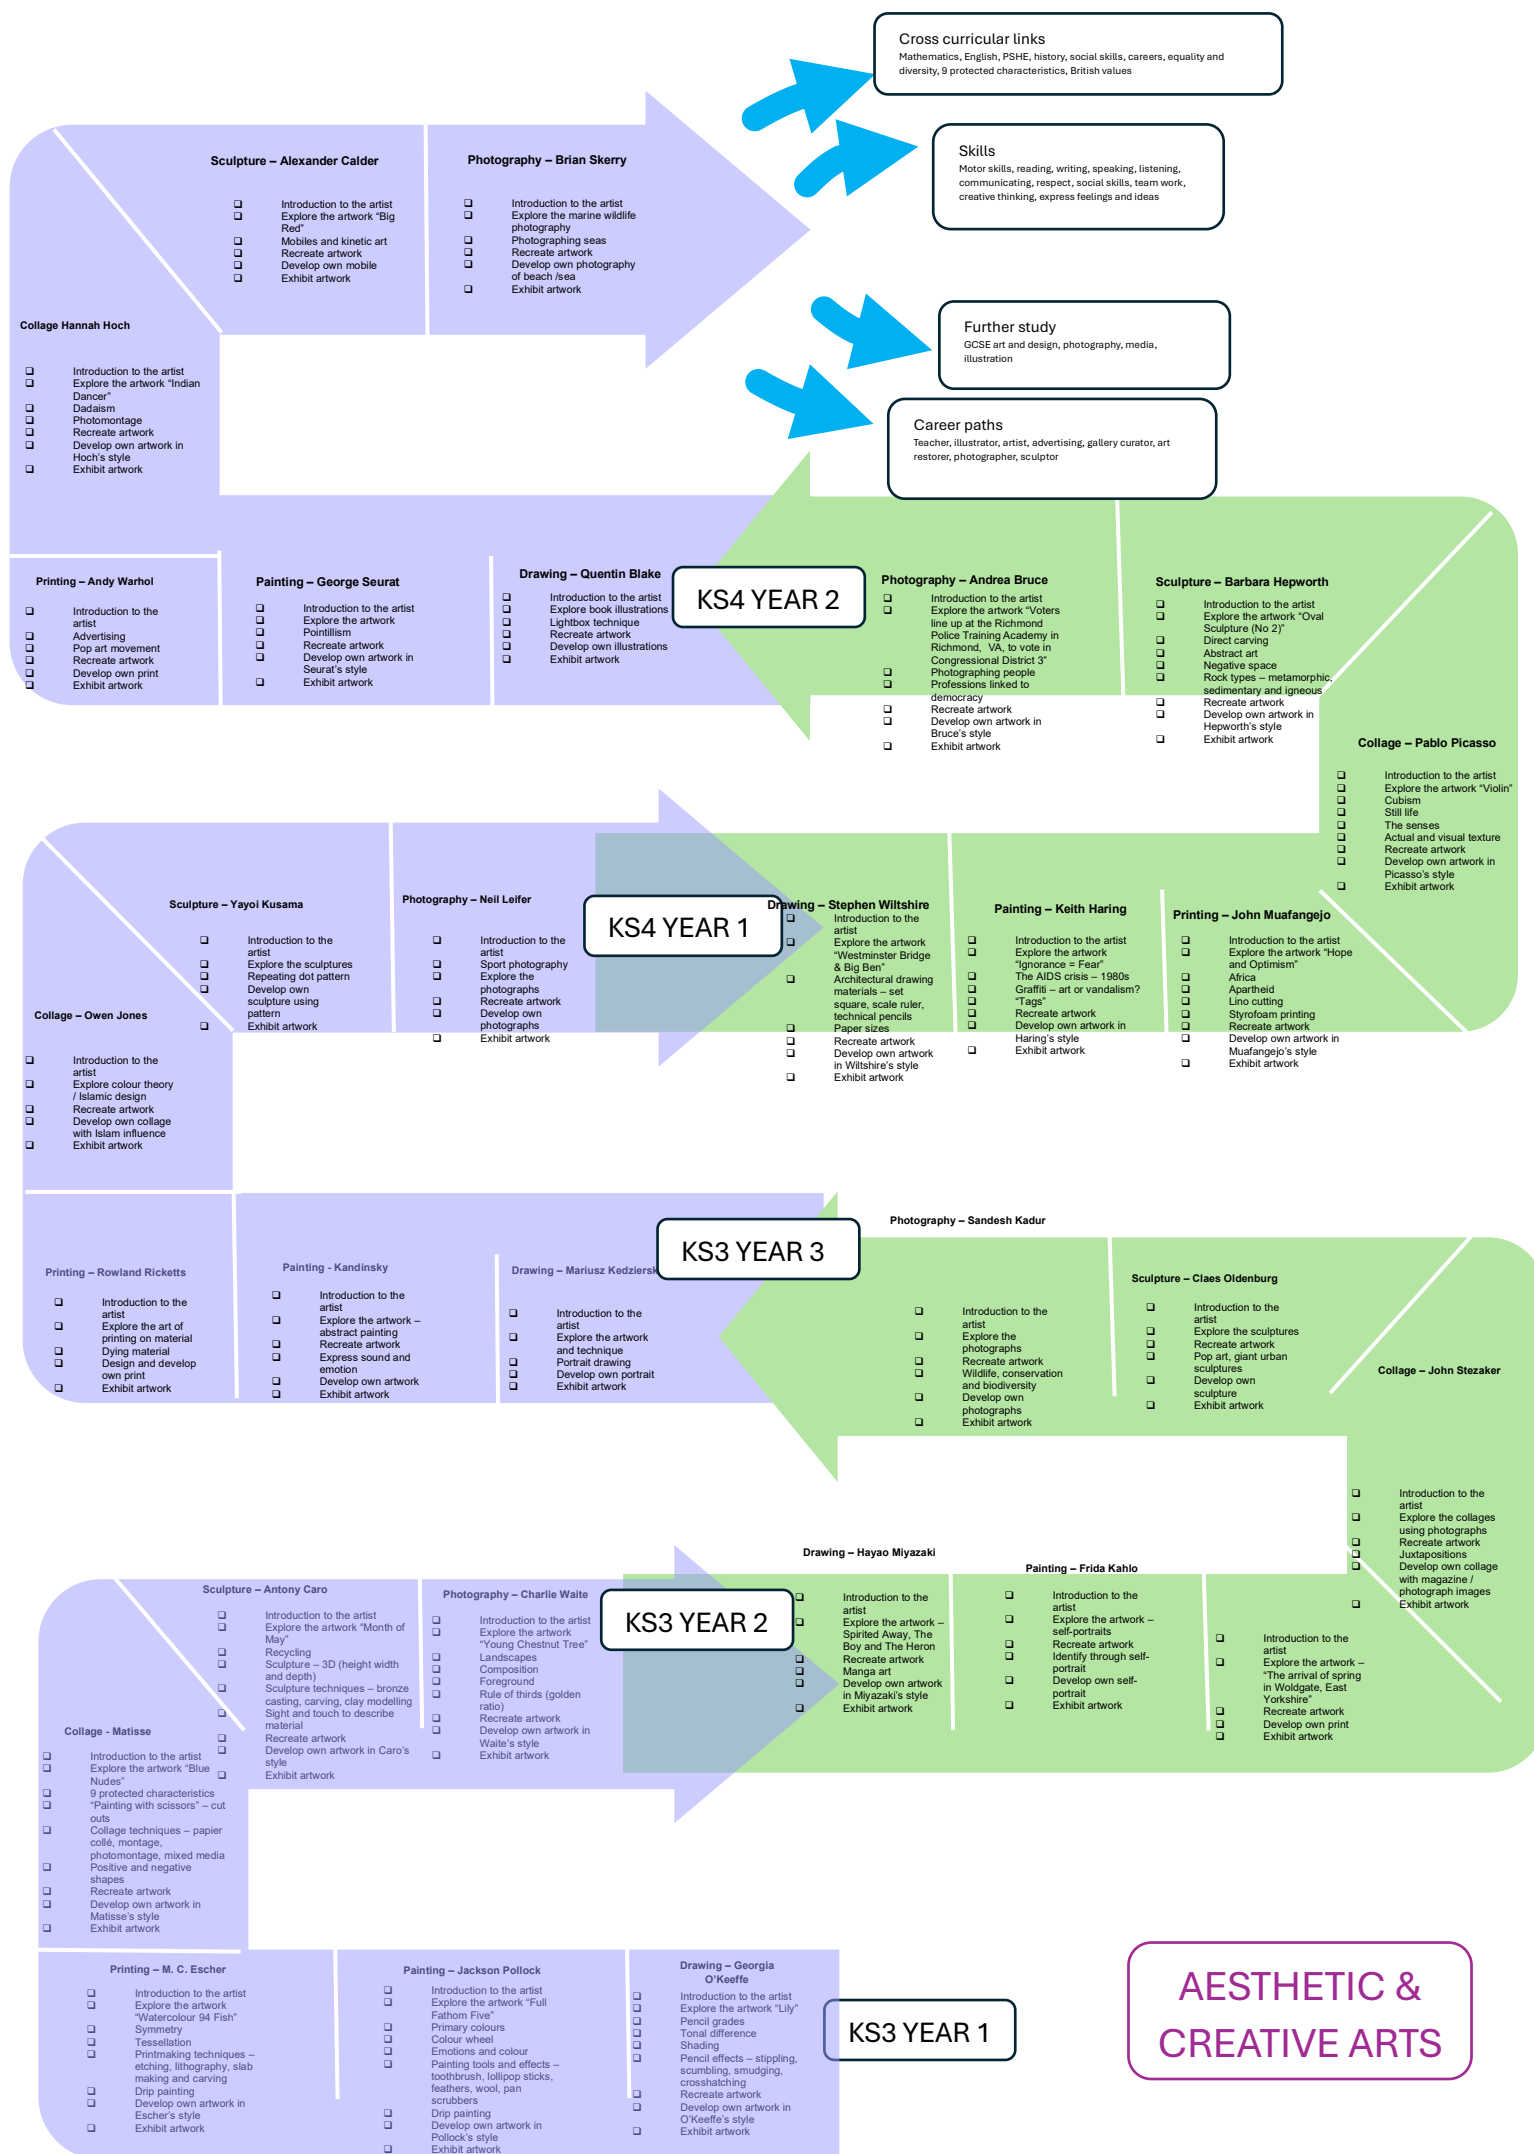 Cross curricular links
Mathematics, English, PSHE, history, social skills, careers, equality and
diversity, 9 protected characteristics, British values
Skills
Motor skills, reading, writing, speaking, listening,
communicating, respect, social skills, team work,
creative thinking, express feelings and ideas
Further study
GCSE art and design, photography, media,
illustration
Career paths
Teacher, illustrator, artist, advertising, gallery curator, art
restorer, photographer, sculptor
Sculpture – Alexander Calder
Introduction to the artist
Explore the artwork “Big
Red”
Mobiles and kinetic art
Recreate artwork
Develop own mobile
Exhibit artwork
Photography – Brian Skerry
Introduction to the artist
Explore the marine wildlife
photography
Photographing seas
Recreate artwork
Develop own photography
of beach /sea
Exhibit artwork
Collage Hannah Hoch
Introduction to the artist
Explore the artwork “Indian
Dancer”
Dadaism
Photomontage
Recreate artwork
Develop own artwork in
Hoch’s style
Exhibit artwork
Printing – Andy Warhol
Introduction to the
artist
Advertising
Pop art movement
Recreate artwork
Develop own print
Exhibit artwork
Painting – George Seurat
Introduction to the artist
Explore the artwork
Pointillism
Recreate artwork
Develop own artwork in
Seurat’s style
Exhibit artwork
Drawing – Quentin Blake
Introduction to the artist
Explore book illustrations
Lightbox technique
Recreate artwork
Develop own illustrations
Exhibit artwork
KS4 YEAR 2
Photography – Andrea Bruce
Introduction to the artist
Explore the artwork “Voters
line up at the Richmond
Police Training Academy in
Richmond, VA, to vote in
Congressional District 3”
Photographing people
Professions linked to
democracy
Recreate artwork
Develop own artwork in
Bruce’s style
Exhibit artwork
Sculpture – Barbara Hepworth
Introduction to the artist
Explore the artwork “Oval
Sculpture (No 2)”
Direct carving
Abstract art
Negative space
Rock types – metamorphic,
sedimentary and igneous
Recreate artwork
Develop own artwork in
Hepworth’s style
Exhibit artwork
Collage – Pablo Picasso
Introduction to the artist
Explore the artwork “Violin”
Cubism
Still life
The senses
Actual and visual texture
Recreate artwork
Develop own artwork in
Picasso’s style
Exhibit artwork
Sculpture – Yayoi Kusama
Introduction to the
artist
Explore the sculptures
Repeating dot pattern
Develop own
sculpture using
pattern
Exhibit artwork
Photography – Neil Leifer
Introduction to the
artist
Sport photography
Explore the
photographs
Recreate artwork
Develop own
photographs
Exhibit artwork
KS4 YEAR 1
Drawing – Stephen Wiltshire
Introduction to the
artist
Explore the artwork
“Westminster Bridge
& Big Ben”
Architectural drawing
materials – set
square, scale ruler,
technical pencils
Paper sizes
Recreate artwork
Develop own artwork
in Wiltshire’s style
Exhibit artwork
Painting – Keith Haring
Introduction to the artist
Explore the artwork
“Ignorance = Fear”
The AIDS crisis – 1980s
Graffiti – art or vandalism?
“Tags”
Recreate artwork
Develop own artwork in
Haring’s style
Exhibit artwork
Printing – John Muafangejo
Introduction to the artist
Explore the artwork “Hope
and Optimism”
Africa
Apartheid
Lino cutting
Styrofoam printing
Recreate artwork
Develop own artwork in
Muafangejo’s style
Exhibit artwork
Collage – Owen Jones
Introduction to the
artist
Explore colour theory
/ Islamic design
Recreate artwork
Develop own collage
with Islam influence
Exhibit artwork
Printing – Rowland Ricketts
Introduction to the
artist
Explore the art of
printing on material
Dying material
Design and develop
own print
Exhibit artwork
Painting - Kandinsky
Introduction to the
artist
Explore the artwork –
abstract painting
Recreate artwork
Express sound and
emotion
Develop own artwork
Exhibit artwork
Drawing – Mariusz Kedziersk
Introduction to the
artist
Explore the artwork
and technique
Portrait drawing
Develop own portrait
Exhibit artwork
KS3 YEAR 3
Photography – Sandesh Kadur
Introduction to the
artist
Explore the
photographs
Recreate artwork
Wildlife, conservation
and biodiversity
Develop own
photographs
Exhibit artwork
Sculpture – Claes Oldenburg
Introduction to the
artist
Explore the sculptures
Recreate artwork
Pop art, giant urban
sculptures
Develop own
sculpture
Exhibit artwork
Collage – John Stezaker
Introduction to the
artist
Explore the collages
using photographs
Recreate artwork
Juxtapositions
Develop own collage
with magazine /
photograph images
Exhibit artwork
Sculpture – Antony Caro
Introduction to the artist
Explore the artwork “Month of
May”
Recycling
Sculpture – 3D (height width
and depth)
Sculpture techniques – bronze
casting, carving, clay modelling
Sight and touch to describe
material
Recreate artwork
Develop own artwork in Caro’s
style
Exhibit artwork
Photography – Charlie Waite
Introduction to the artist
Explore the artwork
“Young Chestnut Tree”
Landscapes
Composition
Foreground
Rule of thirds (golden
ratio)
Recreate artwork
Develop own artwork in
Waite’s style
Exhibit artwork
KS3 YEAR 2
Drawing – Hayao Miyazaki
Introduction to the
artist
Explore the artwork –
Spirited Away, The
Boy and The Heron
Recreate artwork
Manga art
Develop own artwork
in Miyazaki’s style
Exhibit artwork
Painting – Frida Kahlo
Introduction to the
artist
Explore the artwork –
self-portraits
Recreate artwork
Identify through self-
portrait
Develop own self-
portrait
Exhibit artwork
Introduction to the
artist
Explore the artwork –
“The arrival of spring
in Woldgate, East
Yorkshire”
Recreate artwork
Develop own print
Exhibit artwork
Collage - Matisse
Introduction to the artist
Explore the artwork “Blue
Nudes”
9 protected characteristics
“Painting with scissors” – cut
outs
Collage techniques – papier
collé, montage,
photomontage, mixed media
Positive and negative
shapes
Recreate artwork
Develop own artwork in
Matisse’s style
Exhibit artwork
Printing – M. C. Escher
Introduction to the artist
Explore the artwork
“Watercolour 94 Fish”
Symmetry
Tessellation
Printmaking techniques –
etching, lithography, slab
making and carving
Drip painting
Develop own artwork in
Escher’s style
Exhibit artwork
Painting – Jackson Pollock
Introduction to the artist
Explore the artwork “Full
Fathom Five”
Primary colours
Colour wheel
Emotions and colour
Painting tools and effects –
toothbrush, lollipop sticks,
feathers, wool, pan
scrubbers
Drip painting
Develop own artwork in
Pollock’s style
Exhibit artwork
Drawing – Georgia
O’Keeffe
Introduction to the artist
Explore the artwork “Lily”
Pencil grades
Tonal difference
Shading
Pencil effects – stippling,
scumbling, smudging,
crosshatching
Recreate artwork
Develop own artwork in
O’Keeffe’s style
Exhibit artwork
KS3 YEAR 1
AESTHETIC &
CREATIVE ARTS